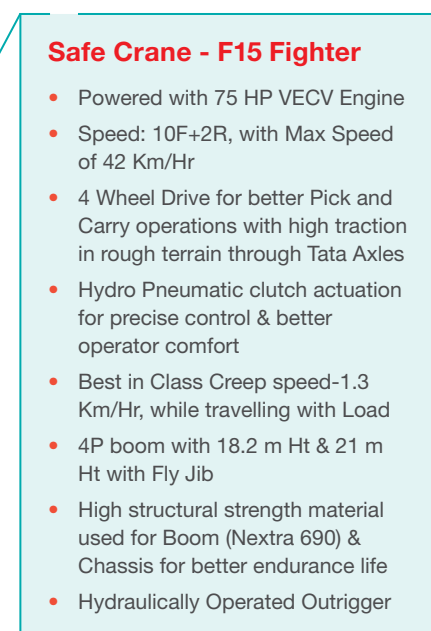 Safe Crane - F15 Fighter
• Powered with 75 HP VECV Engine
• Speed: 10F+2R, with Max Speed
of 42 Km/Hr
• 4 Wheel Drive for better Pick and
Carry operations with high traction
in rough terrain through Tata Axles
• Hydro Pneumatic clutch actuation
for precise control & better
operator comfort
• Best in Class Creep speed-1.3
Km/Hr, while travelling with Load
• 4P boom with 18.2 m Ht & 21 m
Ht with Fly Jib
• High structural strength material
used for Boom (Nextra 690) &
Chassis for better endurance life
• Hydraulically Operated Outrigger